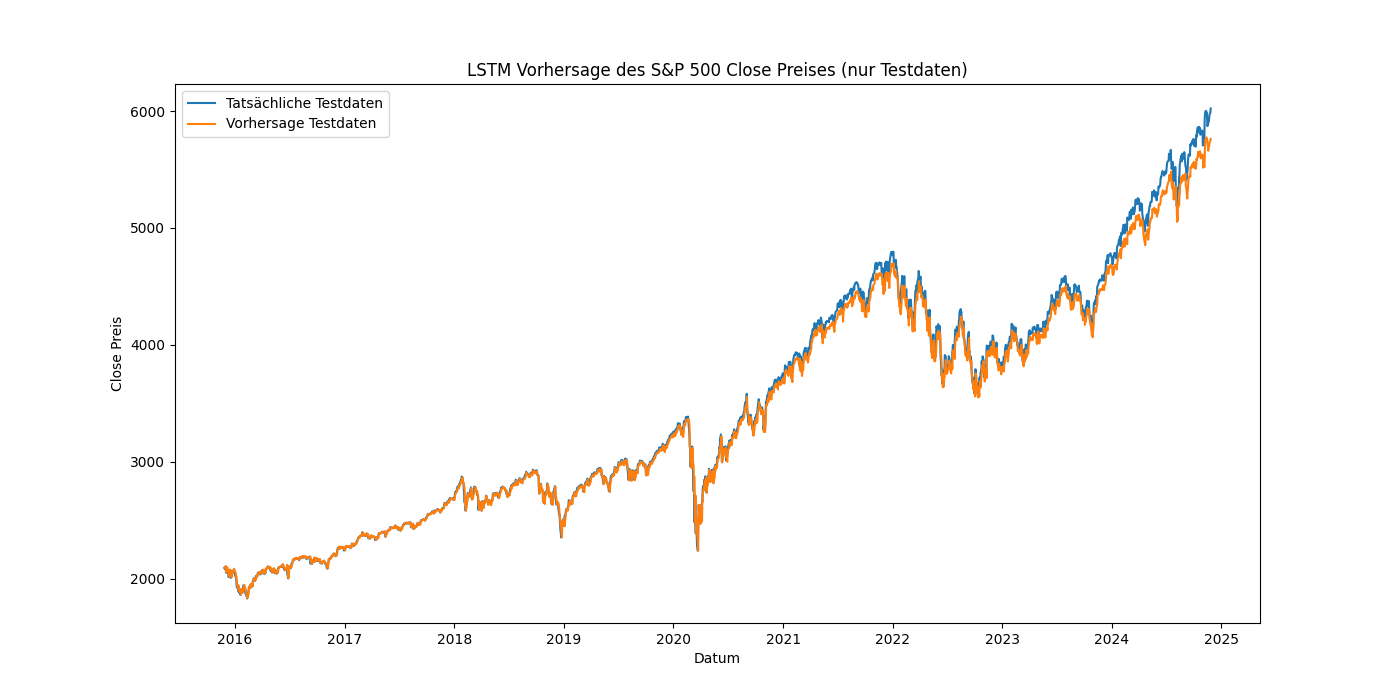 LSTM Vorhersage des S&P 500 Close Preises (nur Testdaten)
Tatsächliche Testdaten
Vorhersage Testdaten
6000
5000
4000
3000
2000
Close Preis
2016 2017 2018 2019 2020 2021 2022 2023 2024 2025
Datum